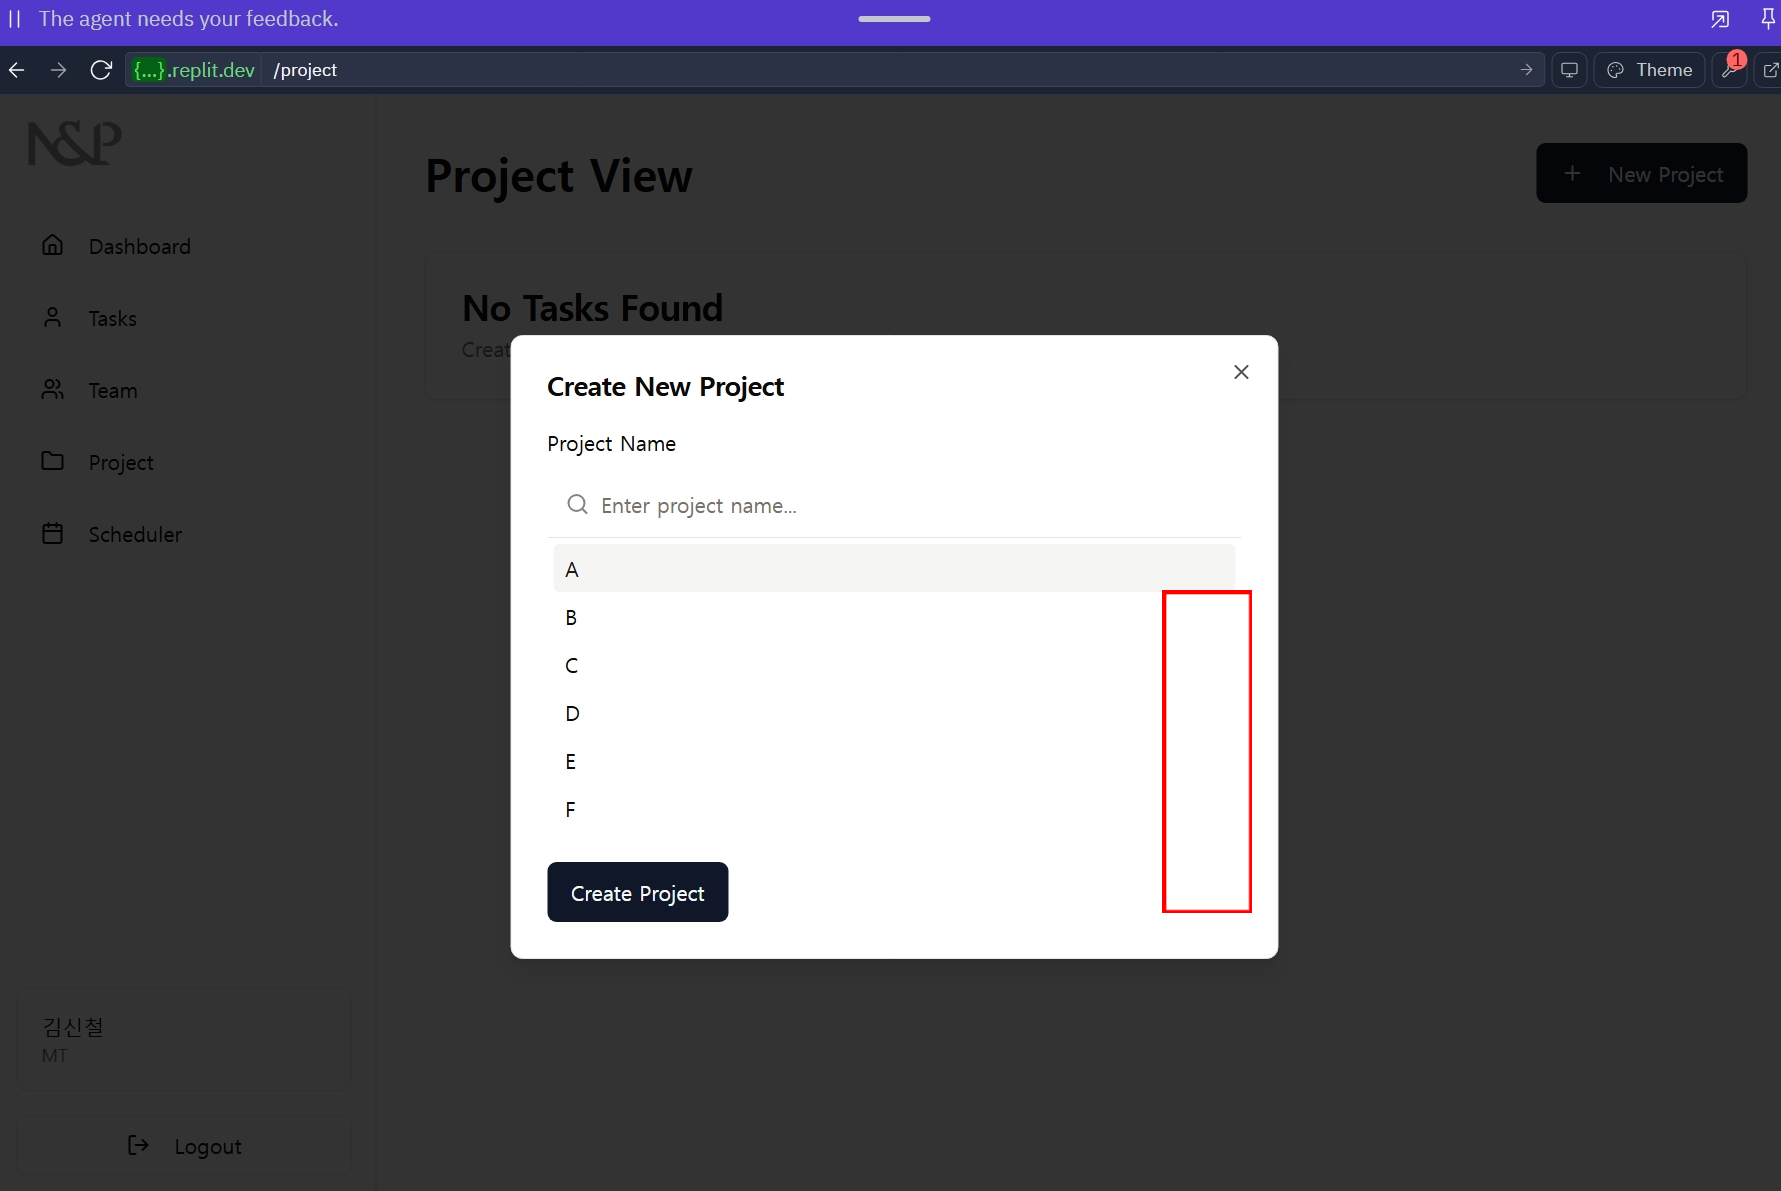 The agent needs your feedback.
{...}.replit.dev /project
Theme
1
N&P
Dashboard
Tasks
Team
Project
Scheduler
김신철
MT
Logout
Project View
New Project
No Tasks Found
Creat
Create New Project
Project Name
Enter project name...
A
B
C
D
E
F
Create Project